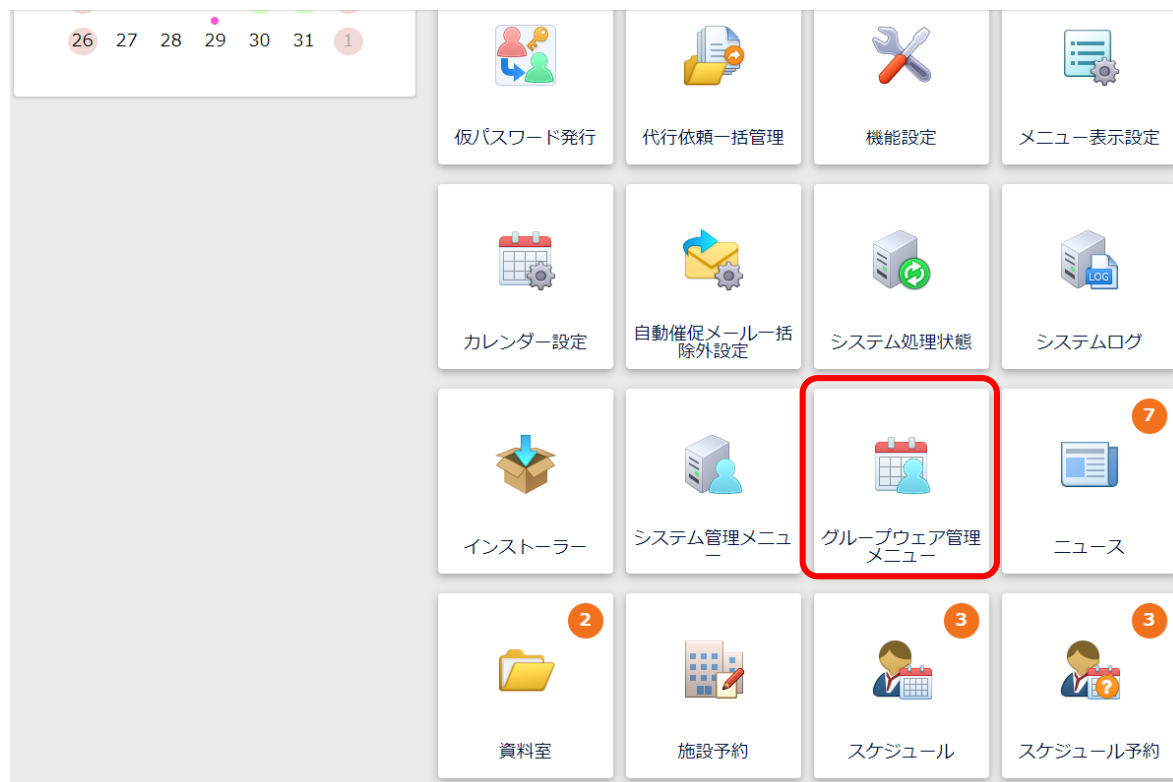 26 27 28 29 30 31 1
仮パスワード発行
代行依頼一括管理
機能設定
メニュー表示設定
カレンダー設定
自動催促メール一括
除外設定
システム処理状態
LOG
システムログ
インストーラー
システム管理メニュ
ー
グループウェア管理
メニュー
7
ニュース
2
資料室
施設予約
3
スケジュール
3
スケジュール予約